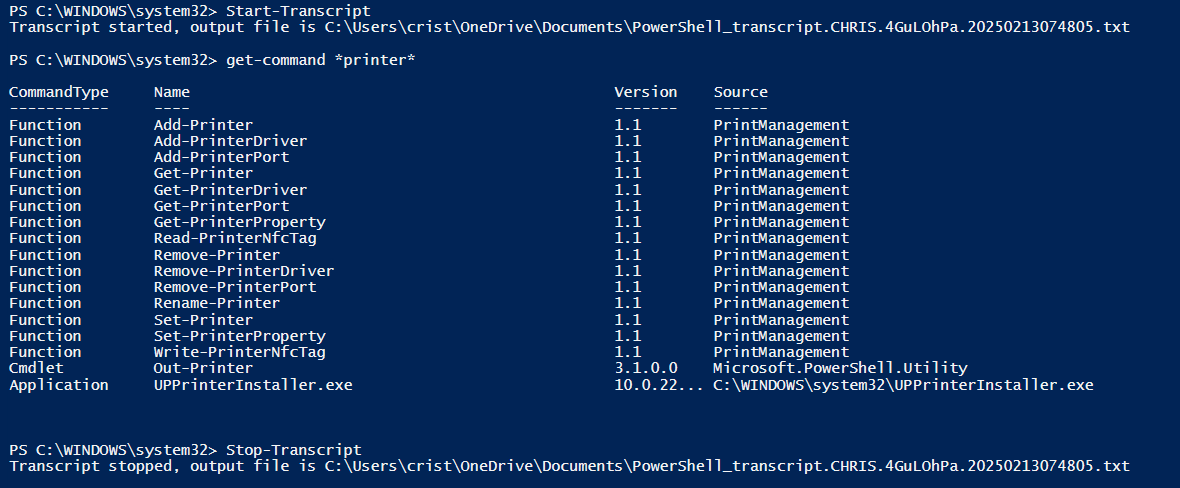 PS C:\WINDOWS\system32> Start-Transcript
Transcript started, output file is C:\Users\crist\OneDrive\Documents\PowerShell_transcript.CHRIS.4GuLOhPa.20250213074805.txt
PS C:\WINDOWS\system32> get-command *printer*
CommandType     Name                                               Version    Source
-----------     ----                                               -------    ------
Function        Add-Printer                                        1.1        PrintManagement
Function        Add-PrinterDriver                                  1.1        PrintManagement
Function        Add-PrinterPort                                    1.1        PrintManagement
Function        Get-Printer                                        1.1        PrintManagement
Function        Get-PrinterDriver                                  1.1        PrintManagement
Function        Get-PrinterPort                                    1.1        PrintManagement
Function        Get-PrinterProperty                                1.1        PrintManagement
Function        Read-PrinterNfcTag                                 1.1        PrintManagement
Function        Remove-Printer                                     1.1        PrintManagement
Function        Remove-PrinterDriver                               1.1        PrintManagement
Function        Remove-PrinterPort                                 1.1        PrintManagement
Function        Rename-Printer                                     1.1        PrintManagement
Function        Set-Printer                                        1.1        PrintManagement
Function        Set-PrinterProperty                                1.1        PrintManagement
Function        Write-PrinterNfcTag                                1.1        PrintManagement
Cmdlet          Out-Printer                                        3.1.0.0    Microsoft.PowerShell.Utility
Application     UPPrinterInstaller.exe                             10.0.22... C:\WINDOWS\system32\UPPrinterInstaller.exe
PS C:\WINDOWS\system32> Stop-Transcript
Transcript stopped, output file is C:\Users\crist\OneDrive\Documents\PowerShell_transcript.CHRIS.4GuLOhPa.20250213074805.txt